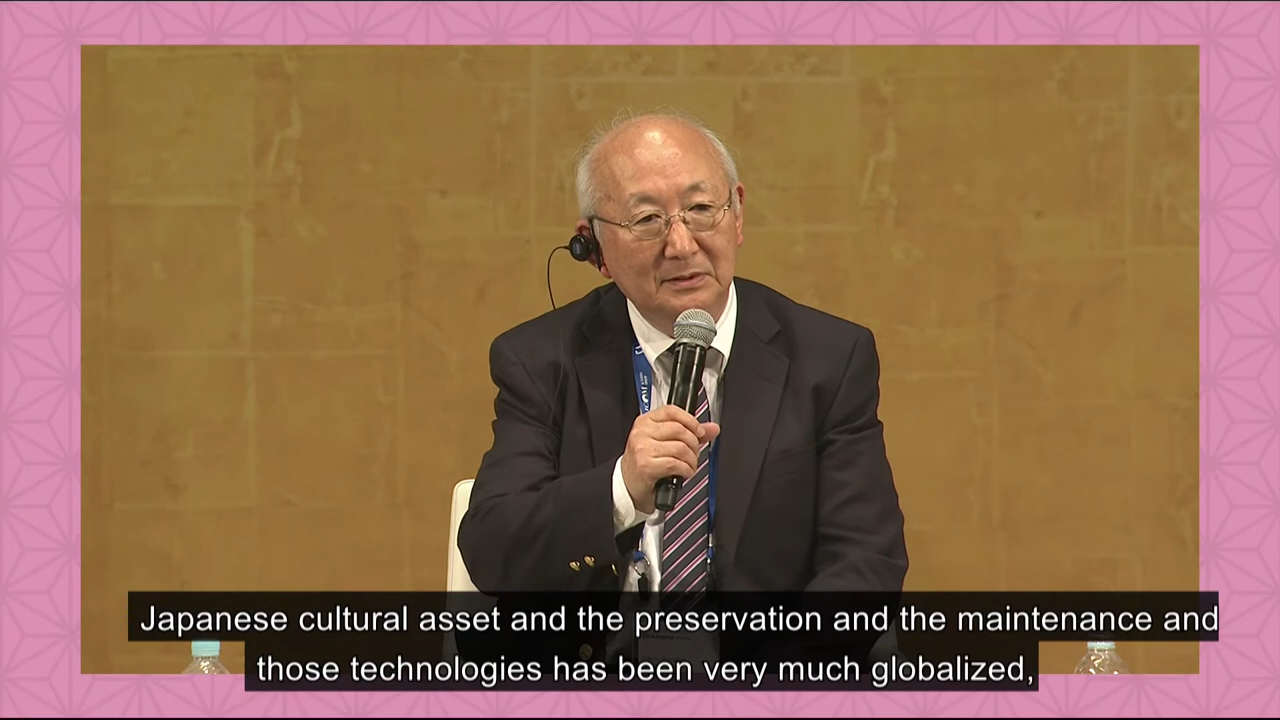 Japanese cultural asset and the preservation and the maintenance and
those technologies has been very much globalized,